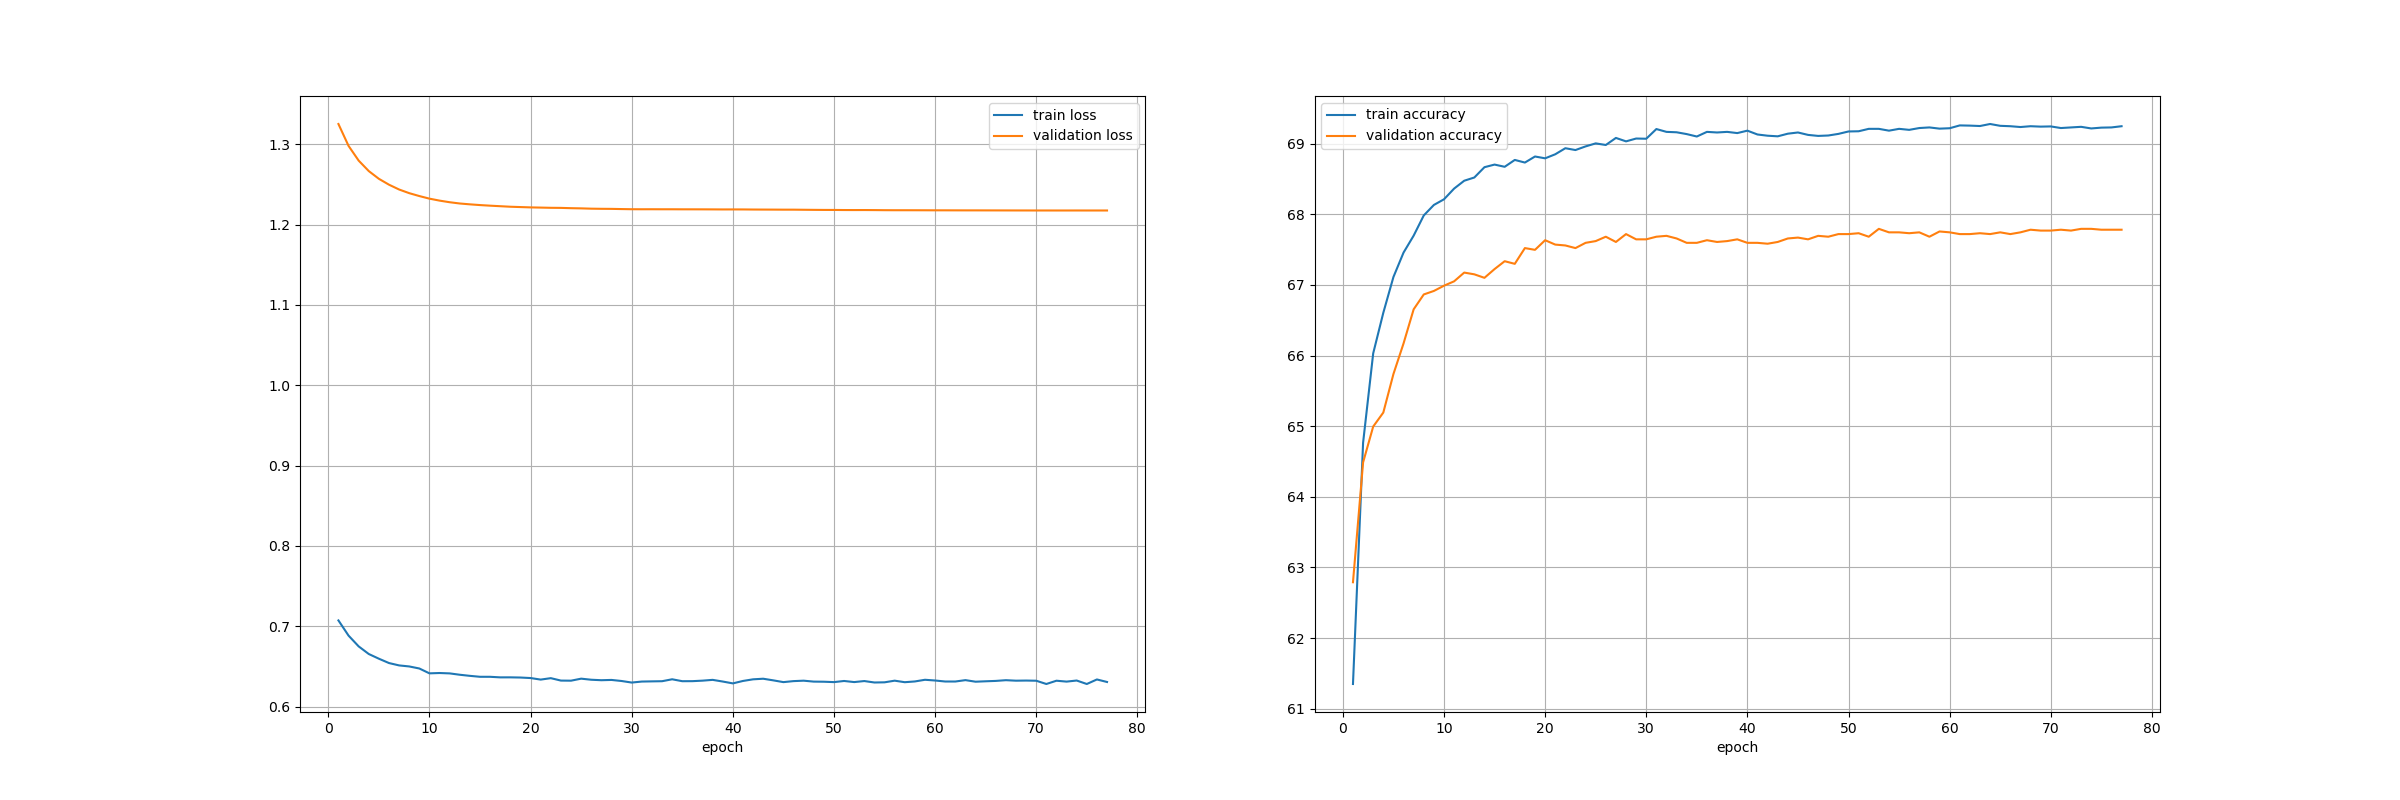 train loss
validation loss
1.3
1.2
1.1
1.0
0.9
0.8
0.7
0.6
0 10 20 30 40 50 60 70 80
epoch
train accuracy
validation accuracy
69
68
67
66
65
64
63
62
61
0 10 20 30 40 50 60 70 80
epoch